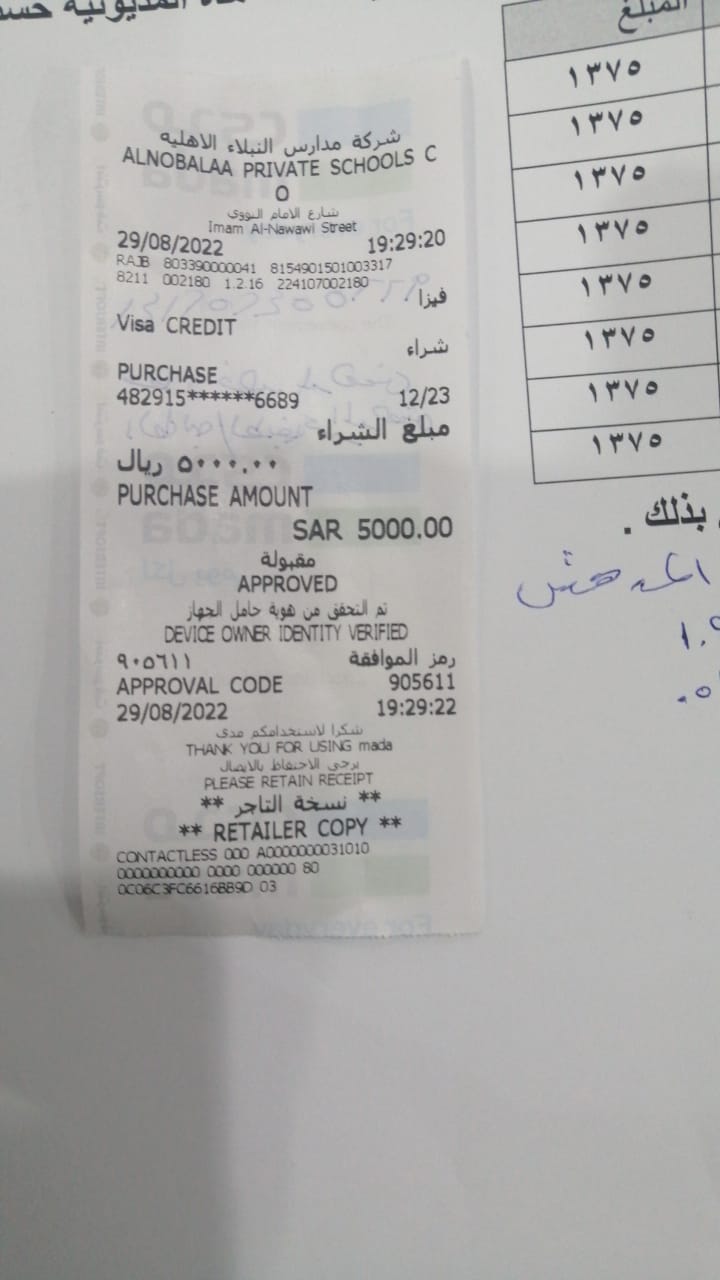 هذه المديونية
شركة مدارس النبلاء الاهليه
ALNOBALAA PRIVATE SCHOOLS C
O
شارع الامام النووي
Imam Al-Nawawi Street
29/08/2022 19:29:20
RAJB 803390000041 8154901501003317
8211 002180 1.2.16 224107002180
فيزا
Visa CREDIT
شراء
PURCHASE
482915******6689 12/23
مبلغ الشراء
٥٠٠٠.٠٠ ريال
PURCHASE AMOUNT
SAR 5000.00
مقبولة
APPROVED
تم التحقق من هوية حامل الجهاز
DEVICE OWNER IDENTITY VERIFIED
رمز الموافقة ٩٠٥٦١١
APPROVAL CODE 905611
29/08/2022 19:29:22
شكرا لاستخدامكم مدى
THANK YOU FOR USING mada
يرجى الاحتفاظ بالايصال
PLEASE RETAIN RECEIPT
** نسخة التاجر **
** RETAILER COPY **
CONTACTLESS 000 A0000000031010
0000000000 0000 000000 80
0C06C3FC6616BB9D 03
المبلغ
١٣٧٥
١٣٧٥
١٣٧٥
١٣٧٥
١٣٧٥
١٣٧٥
١٣٧٥
١٣٧٥
بذلك .